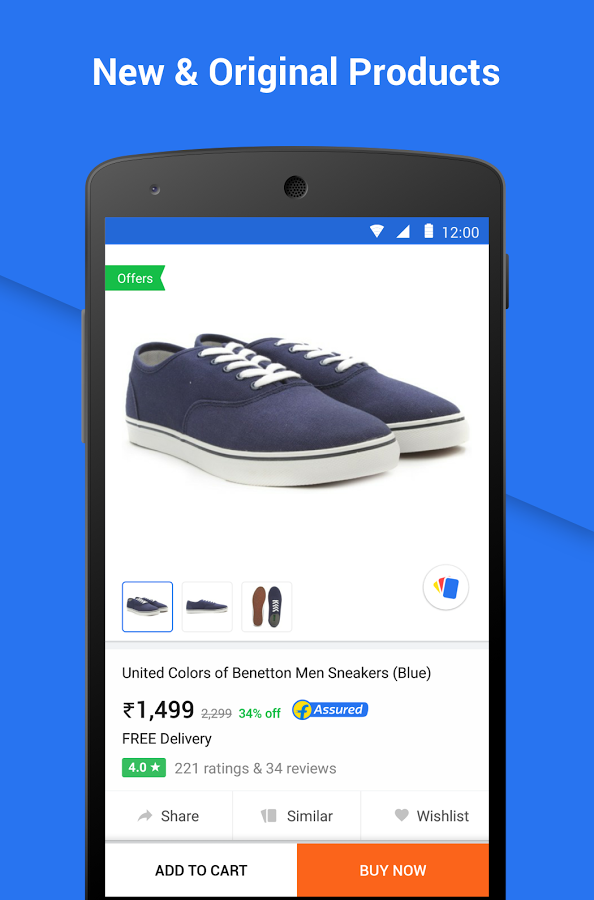 New & Original Products
12:00
Offers
United Colors of Benetton Men Sneakers (Blue)
₹1,499 2,299 34% off f Assured
FREE Delivery
4.0 ★ 221 ratings & 34 reviews
Share Similar Wishlist
ADD TO CART BUY NOW